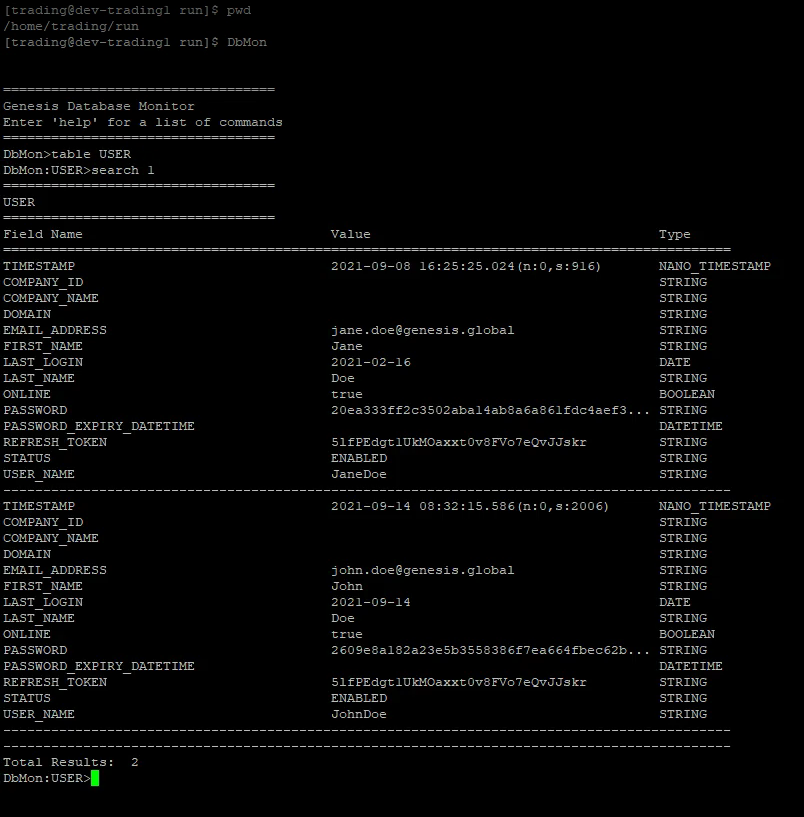 [trading@dev-trading1 run]$ pwd
/home/trading/run
[trading@dev-trading1 run]$ DbMon
==================================
Genesis Database Monitor
Enter 'help' for a list of commands
==================================
DbMon>table USER
DbMon:USER>search 1
==================================
USER
==================================
Field Name Value Type
===========================================================================================
TIMESTAMP 2021-09-08 16:25:25.024(n:0,s:916) NANO_TIMESTAMP
COMPANY_ID STRING
COMPANY_NAME STRING
DOMAIN STRING
EMAIL_ADDRESS jane.doe@genesis.global STRING
FIRST_NAME Jane STRING
LAST_LOGIN 2021-02-16 DATE
LAST_NAME Doe STRING
ONLINE true BOOLEAN
PASSWORD 20ea333ff2c3502aba14ab8a6a861fdc4aef3... STRING
PASSWORD_EXPIRY_DATETIME DATETIME
REFRESH_TOKEN 5lfPEdgt1UkMOaxxt0v8FVo7eQvJJskr STRING
STATUS ENABLED STRING
USER_NAME JaneDoe STRING
-------------------------------------------------------------------------------------------
TIMESTAMP 2021-09-14 08:32:15.586(n:0,s:2006) NANO_TIMESTAMP
COMPANY_ID STRING
COMPANY_NAME STRING
DOMAIN STRING
EMAIL_ADDRESS john.doe@genesis.global STRING
FIRST_NAME John STRING
LAST_LOGIN 2021-09-14 DATE
LAST_NAME Doe STRING
ONLINE true BOOLEAN
PASSWORD 2609e8a182a23e5b3558386f7ea664fbec62b... STRING
PASSWORD_EXPIRY_DATETIME DATETIME
REFRESH_TOKEN 5lfPEdgt1UkMOaxxt0v8FVo7eQvJJskr STRING
STATUS ENABLED STRING
USER_NAME JohnDoe STRING
-------------------------------------------------------------------------------------------
-------------------------------------------------------------------------------------------
Total Results: 2
DbMon:USER>